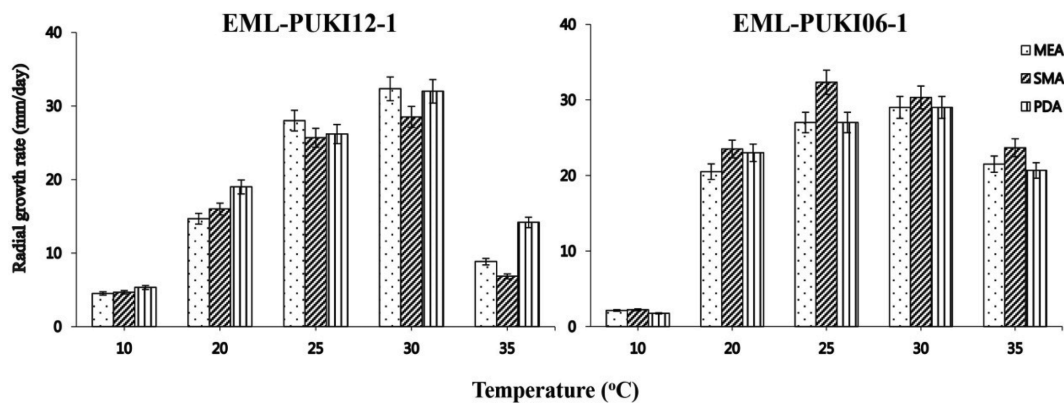 EML-PUKI12-1
EML-PUKI06-1
Radial growth rate (mm/day)
40
30
20
10
0
10 20 25 30 35
40
30
20
10
0
10 20 25 30 35
MEA
SMA
PDA
Temperature (°C)